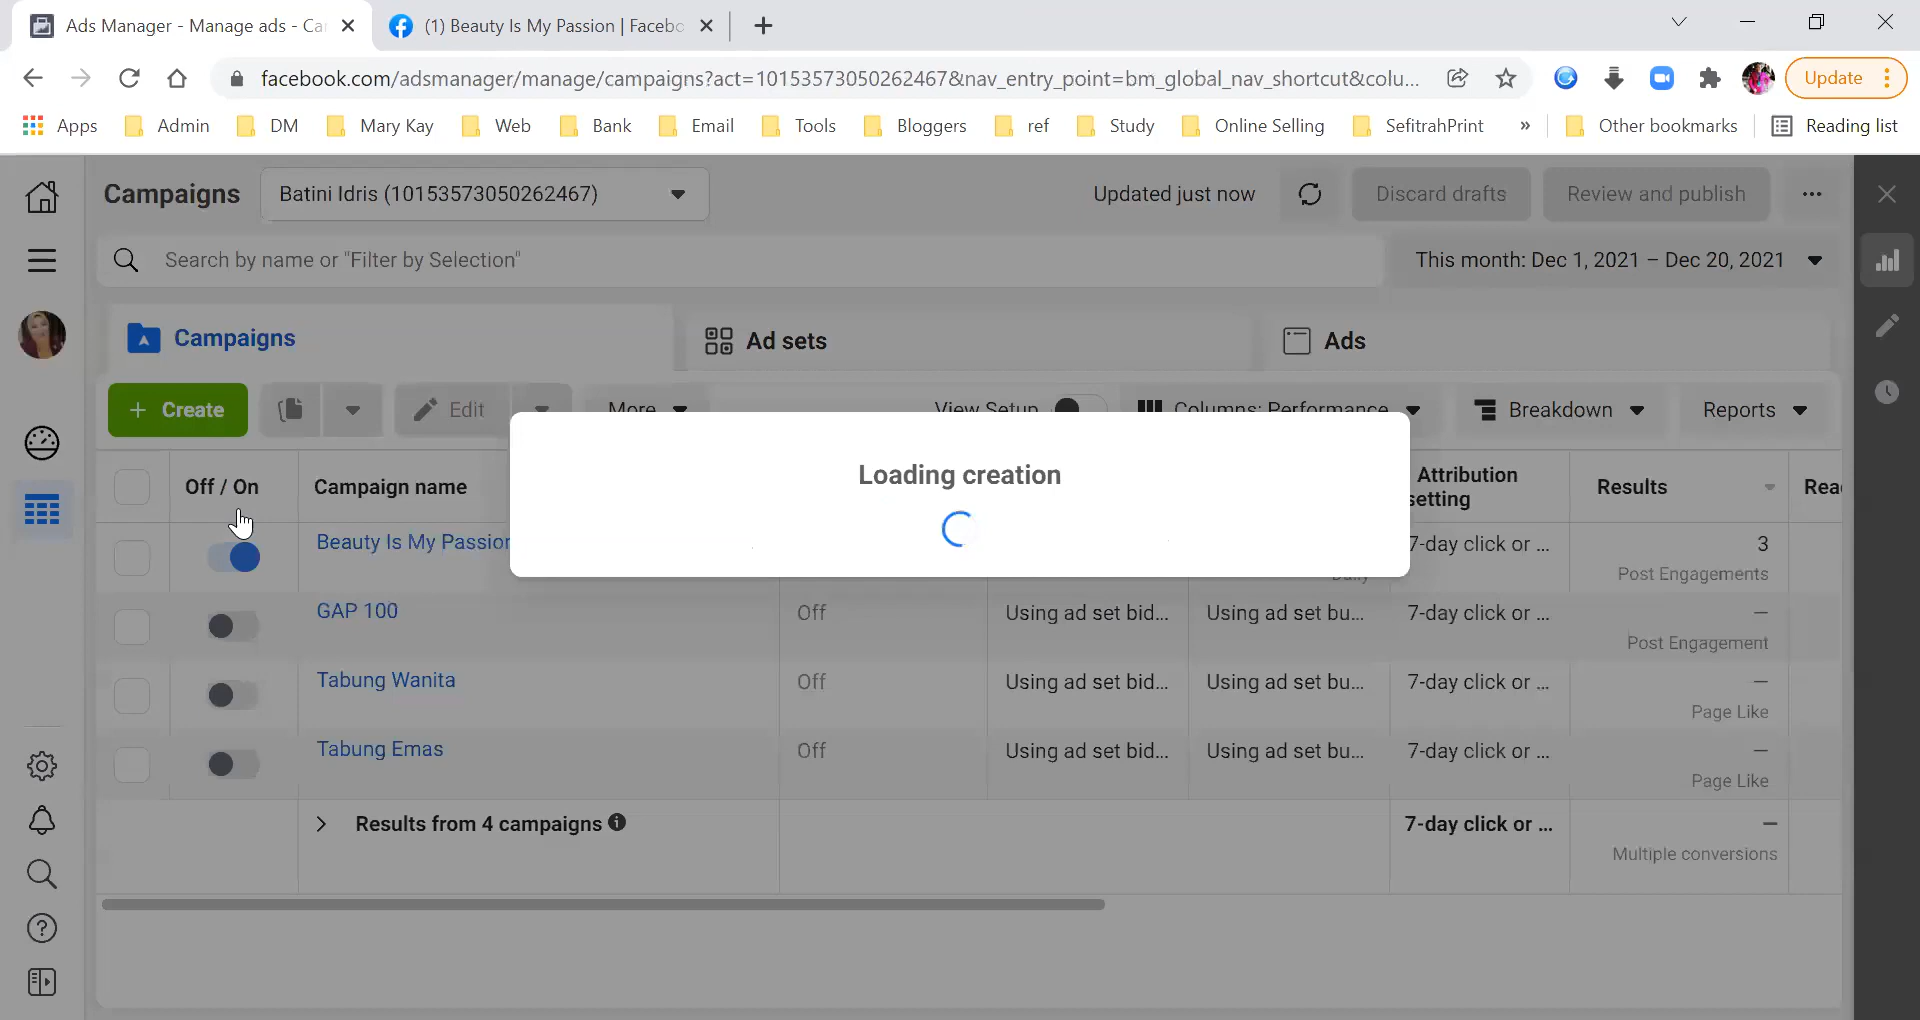 Ads Manager - Manage ads - Ca
(1) Beauty Is My Passion | Facebo
facebook.com/adsmanager/manage/campaigns?act=10153573050262467&nav_entry_point=bm_global_nav_shortcut&colu...
Update
Apps
Admin
DM
Mary Kay
Web
Bank
Email
Tools
Bloggers
ref
Study
Online Selling
SefitrahPrint
»
Other bookmarks
Reading list
Campaigns
Batini Idris (10153573050262467)
Updated just now
Discard drafts
Review and publish
Search by name or "Filter by Selection"
This month: Dec 1, 2021 – Dec 20, 2021
Campaigns
Ad sets
Ads
+ Create
Edit
More
View Setup
Columns: Performance
Breakdown
Reports
Off / On
Campaign name
Attribution
setting
Results
Rea
Loading creation
Beauty Is My Passion
7-day click or ...
3
Post Engagements
Daily
GAP 100
Off
Using ad set bid...
Using ad set bu...
7-day click or ...
—
Post Engagement
Tabung Wanita
Off
Using ad set bid...
Using ad set bu...
7-day click or ...
—
Page Like
Tabung Emas
Off
Using ad set bid...
Using ad set bu...
7-day click or ...
—
Page Like
Results from 4 campaigns
7-day click or ...
—
Multiple conversions